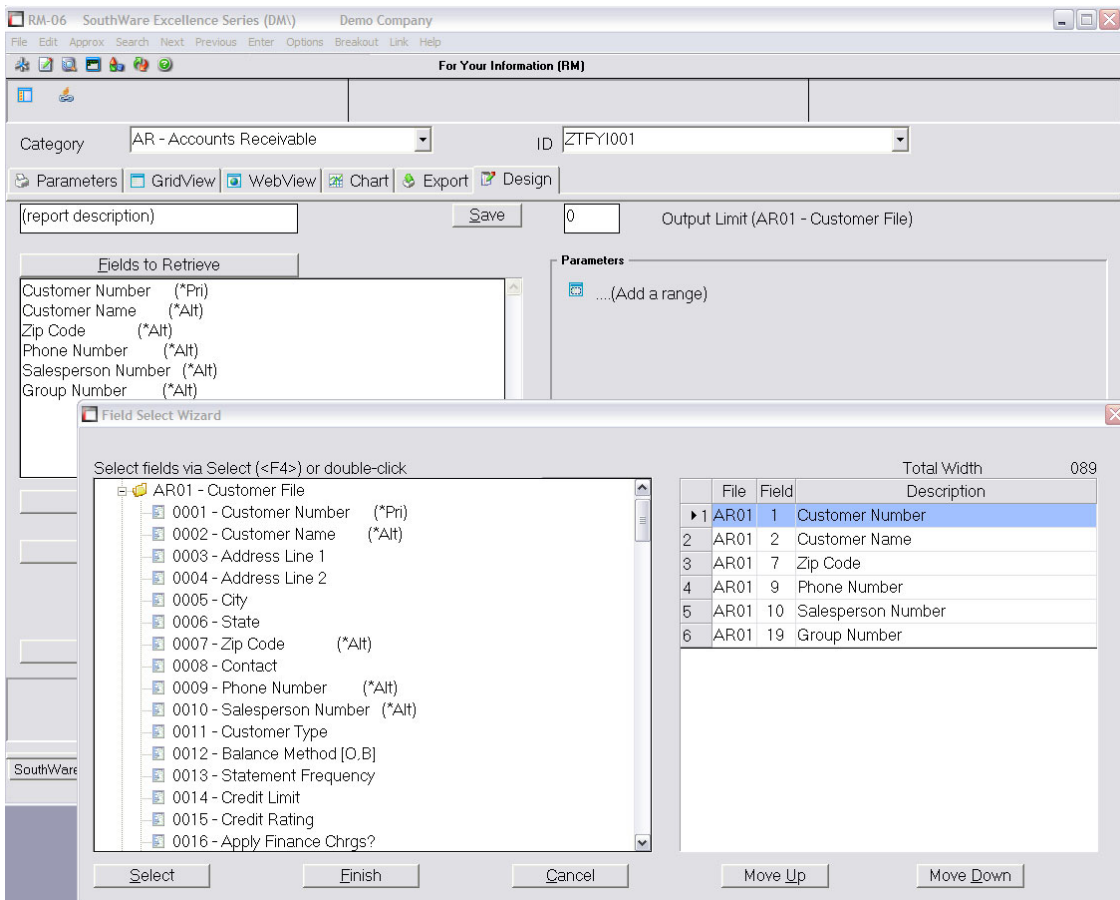 RM-06 SouthWare Excellence Series (DM\) Demo Company
File Edit Approx Search Next Previous Enter Options Breakout Link Help
For Your Information (RM)
Category AR - Accounts Receivable ID ZTFYI001
Parameters GridView WebView Chart Export Design
(report description) Save 0 Output Limit (AR01 - Customer File)
Fields to Retrieve
Parameters
....(Add a range)
Customer Number (*Pri)
Customer Name (*Alt)
Zip Code (*Alt)
Phone Number (*Alt)
Salesperson Number (*Alt)
Group Number (*Alt)
Field Select Wizard
Select fields via Select (<F4>) or double-click
AR01 - Customer File
0001 - Customer Number (*Pri)
0002 - Customer Name (*Alt)
0003 - Address Line 1
0004 - Address Line 2
0005 - City
0006 - State
0007 - Zip Code (*Alt)
0008 - Contact
0009 - Phone Number (*Alt)
0010 - Salesperson Number (*Alt)
0011 - Customer Type
0012 - Balance Method [O,B]
0013 - Statement Frequency
0014 - Credit Limit
0015 - Credit Rating
0016 - Apply Finance Chrgs?
Total Width 089
File Field Description
1 AR01 1 Customer Number
2 AR01 2 Customer Name
3 AR01 7 Zip Code
4 AR01 9 Phone Number
5 AR01 10 Salesperson Number
6 AR01 19 Group Number
SouthWare
Select Finish Cancel Move Up Move Down